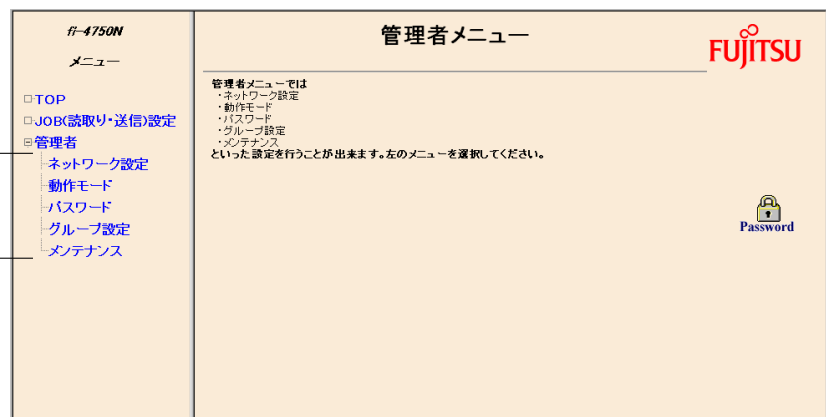 fi-4750N
メニュー
TOP
JOB(読取り・送信)設定
管理者
ネットワーク設定
動作モード
パスワード
グループ設定
メンテナンス
管理者メニュー
FUJITSU
管理者メニューでは
・ネットワーク設定
・動作モード
・パスワード
・グループ設定
・メンテナンス
といった設定を行うことが出来ます。左のメニューを選択してください。
Password